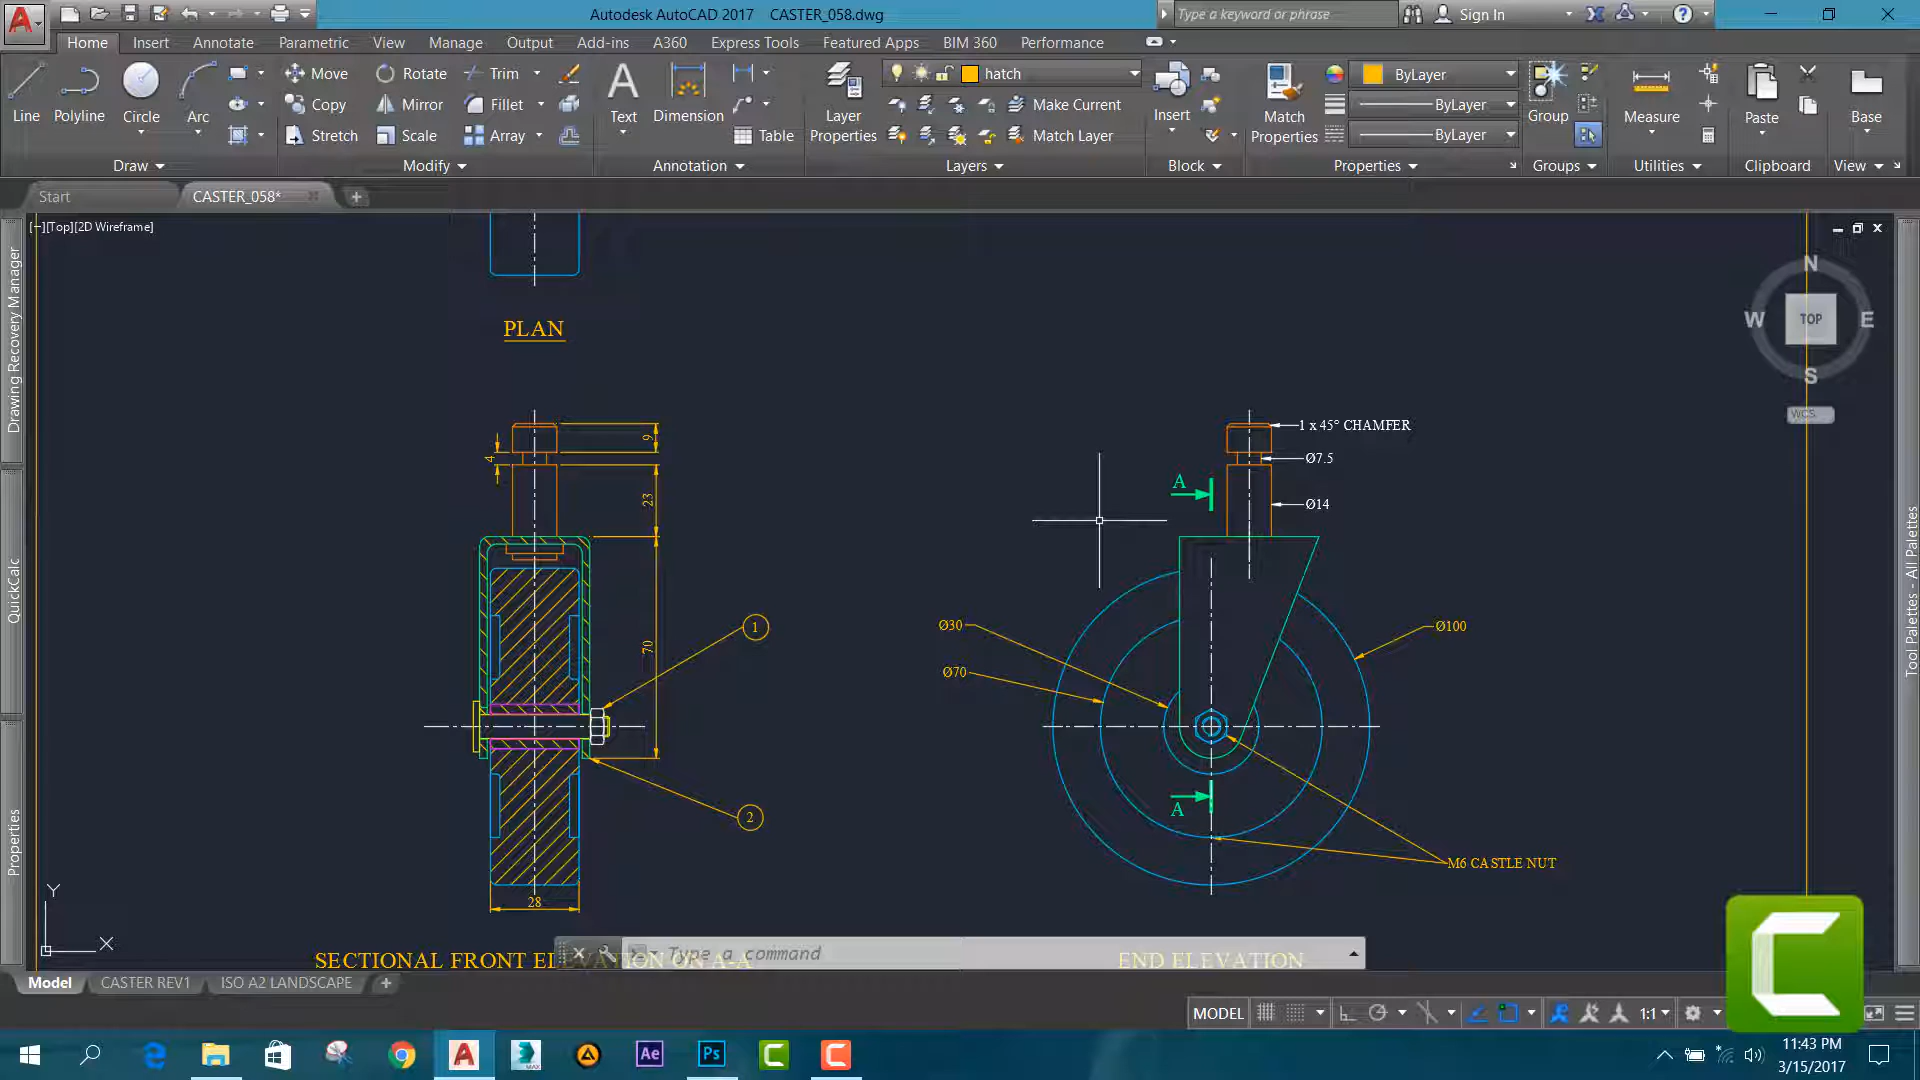 Autodesk AutoCAD 2017 CASTER_058.dwg
Type a keyword or phrase
Sign In
Home Insert Annotate Parametric View Manage Output Add-ins A360 Express Tools Featured Apps BIM 360 Performance
Line
Polyline
Circle
Arc
Draw
Move
Copy
Stretch
Rotate
Mirror
Scale
Trim
Fillet
Array
Modify
Text
Dimension
Table
Annotation
Layer
Properties
hatch
Make Current
Match Layer
Layers
Insert
Block
Match
Properties
ByLayer
ByLayer
ByLayer
Properties
Group
Groups
Measure
Utilities
Paste
Clipboard
Base
View
Start
CASTER_058*
[−][Top][2D Wireframe]
Drawing Recovery Manager
QuickCalc
Properties
Tool Palettes - All Palettes
N
W
TOP
E
S
WCS
PLAN
9
4
23
70
28
1
2
1 x 45° CHAMFER
Ø7.5
Ø14
A
Ø30
Ø70
Ø100
A
M6 CASTLE NUT
Y
X
SECTIONAL FRONT ELEVATION ON A-A
END ELEVATION
Type a command
Model
CASTER REV1
ISO A2 LANDSCAPE
MODEL
1:1
11:43 PM
3/15/2017
A
MAX
Ae
Ps
C
C